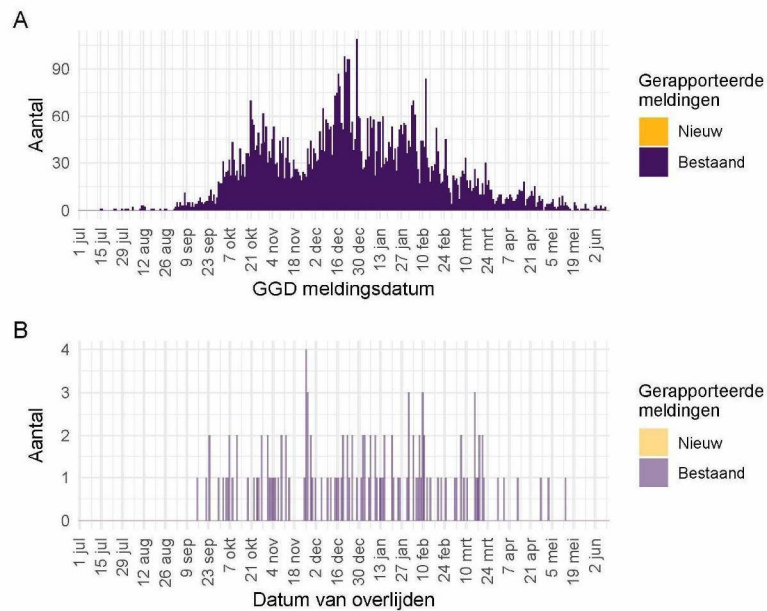 A
Aantal
90
60
30
0
1 jul
15 jul
29 jul
12 aug
26 aug
9 sep
23 sep
7 okt
21 okt
4 nov
18 nov
2 dec
16 dec
30 dec
13 jan
27 jan
10 feb
24 feb
10 mrt
24 mrt
7 apr
21 apr
5 mei
19 mei
2 jun
GGD meldingsdatum
Gerapporteerde
meldingen
Nieuw
Bestaand
B
Aantal
4
3
2
1
0
1 jul
15 jul
29 jul
12 aug
26 aug
9 sep
23 sep
7 okt
21 okt
4 nov
18 nov
2 dec
16 dec
30 dec
13 jan
27 jan
10 feb
24 feb
10 mrt
24 mrt
7 apr
21 apr
5 mei
19 mei
2 jun
Datum van overlijden
Gerapporteerde
meldingen
Nieuw
Bestaand